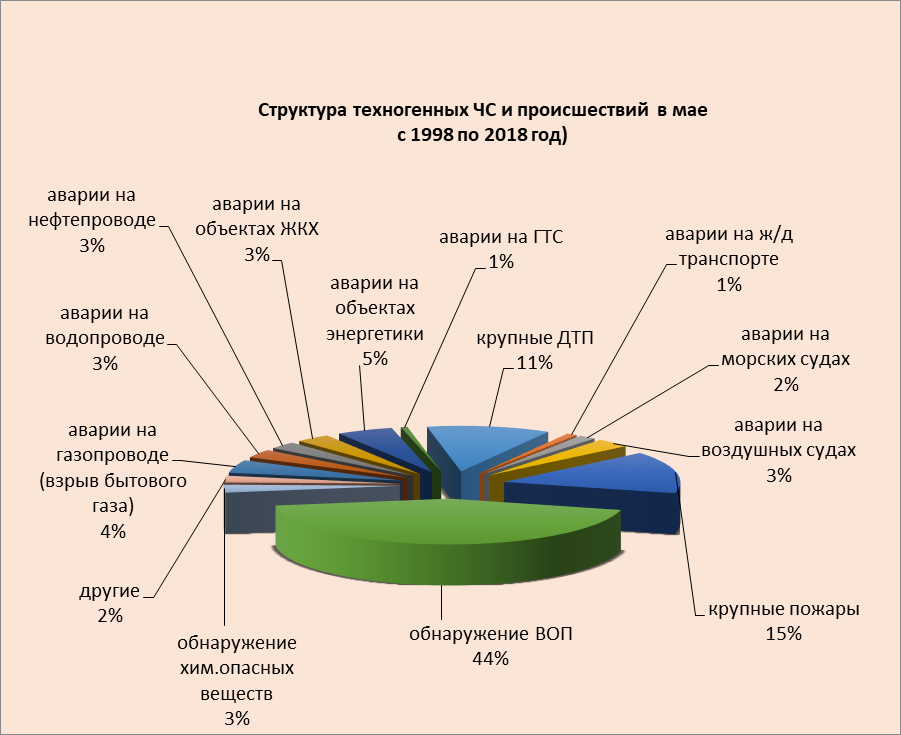 Структура техногенных ЧС и происшествий в мае
с 1998 по 2018 год)
аварии на
нефтепроводе
3%
аварии на
объектах ЖКХ
3%
аварии на ГТС
1%
аварии на ж/д
транспорте
1%
аварии на
объектах
энергетики
5%
аварии на
водопроводе
3%
крупные ДТП
11%
аварии на
морских судах
2%
аварии на
газопроводе
(взрыв бытового
газа)
4%
аварии на
воздушных судах
3%
другие
2%
крупные пожары
15%
обнаружение
хим.опасных
веществ
3%
обнаружение ВОП
44%